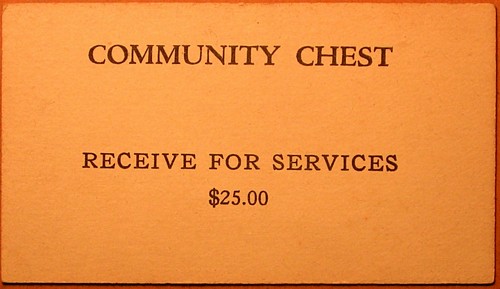 COMMUNITY CHEST
RECEIVE FOR SERVICES
$25.00